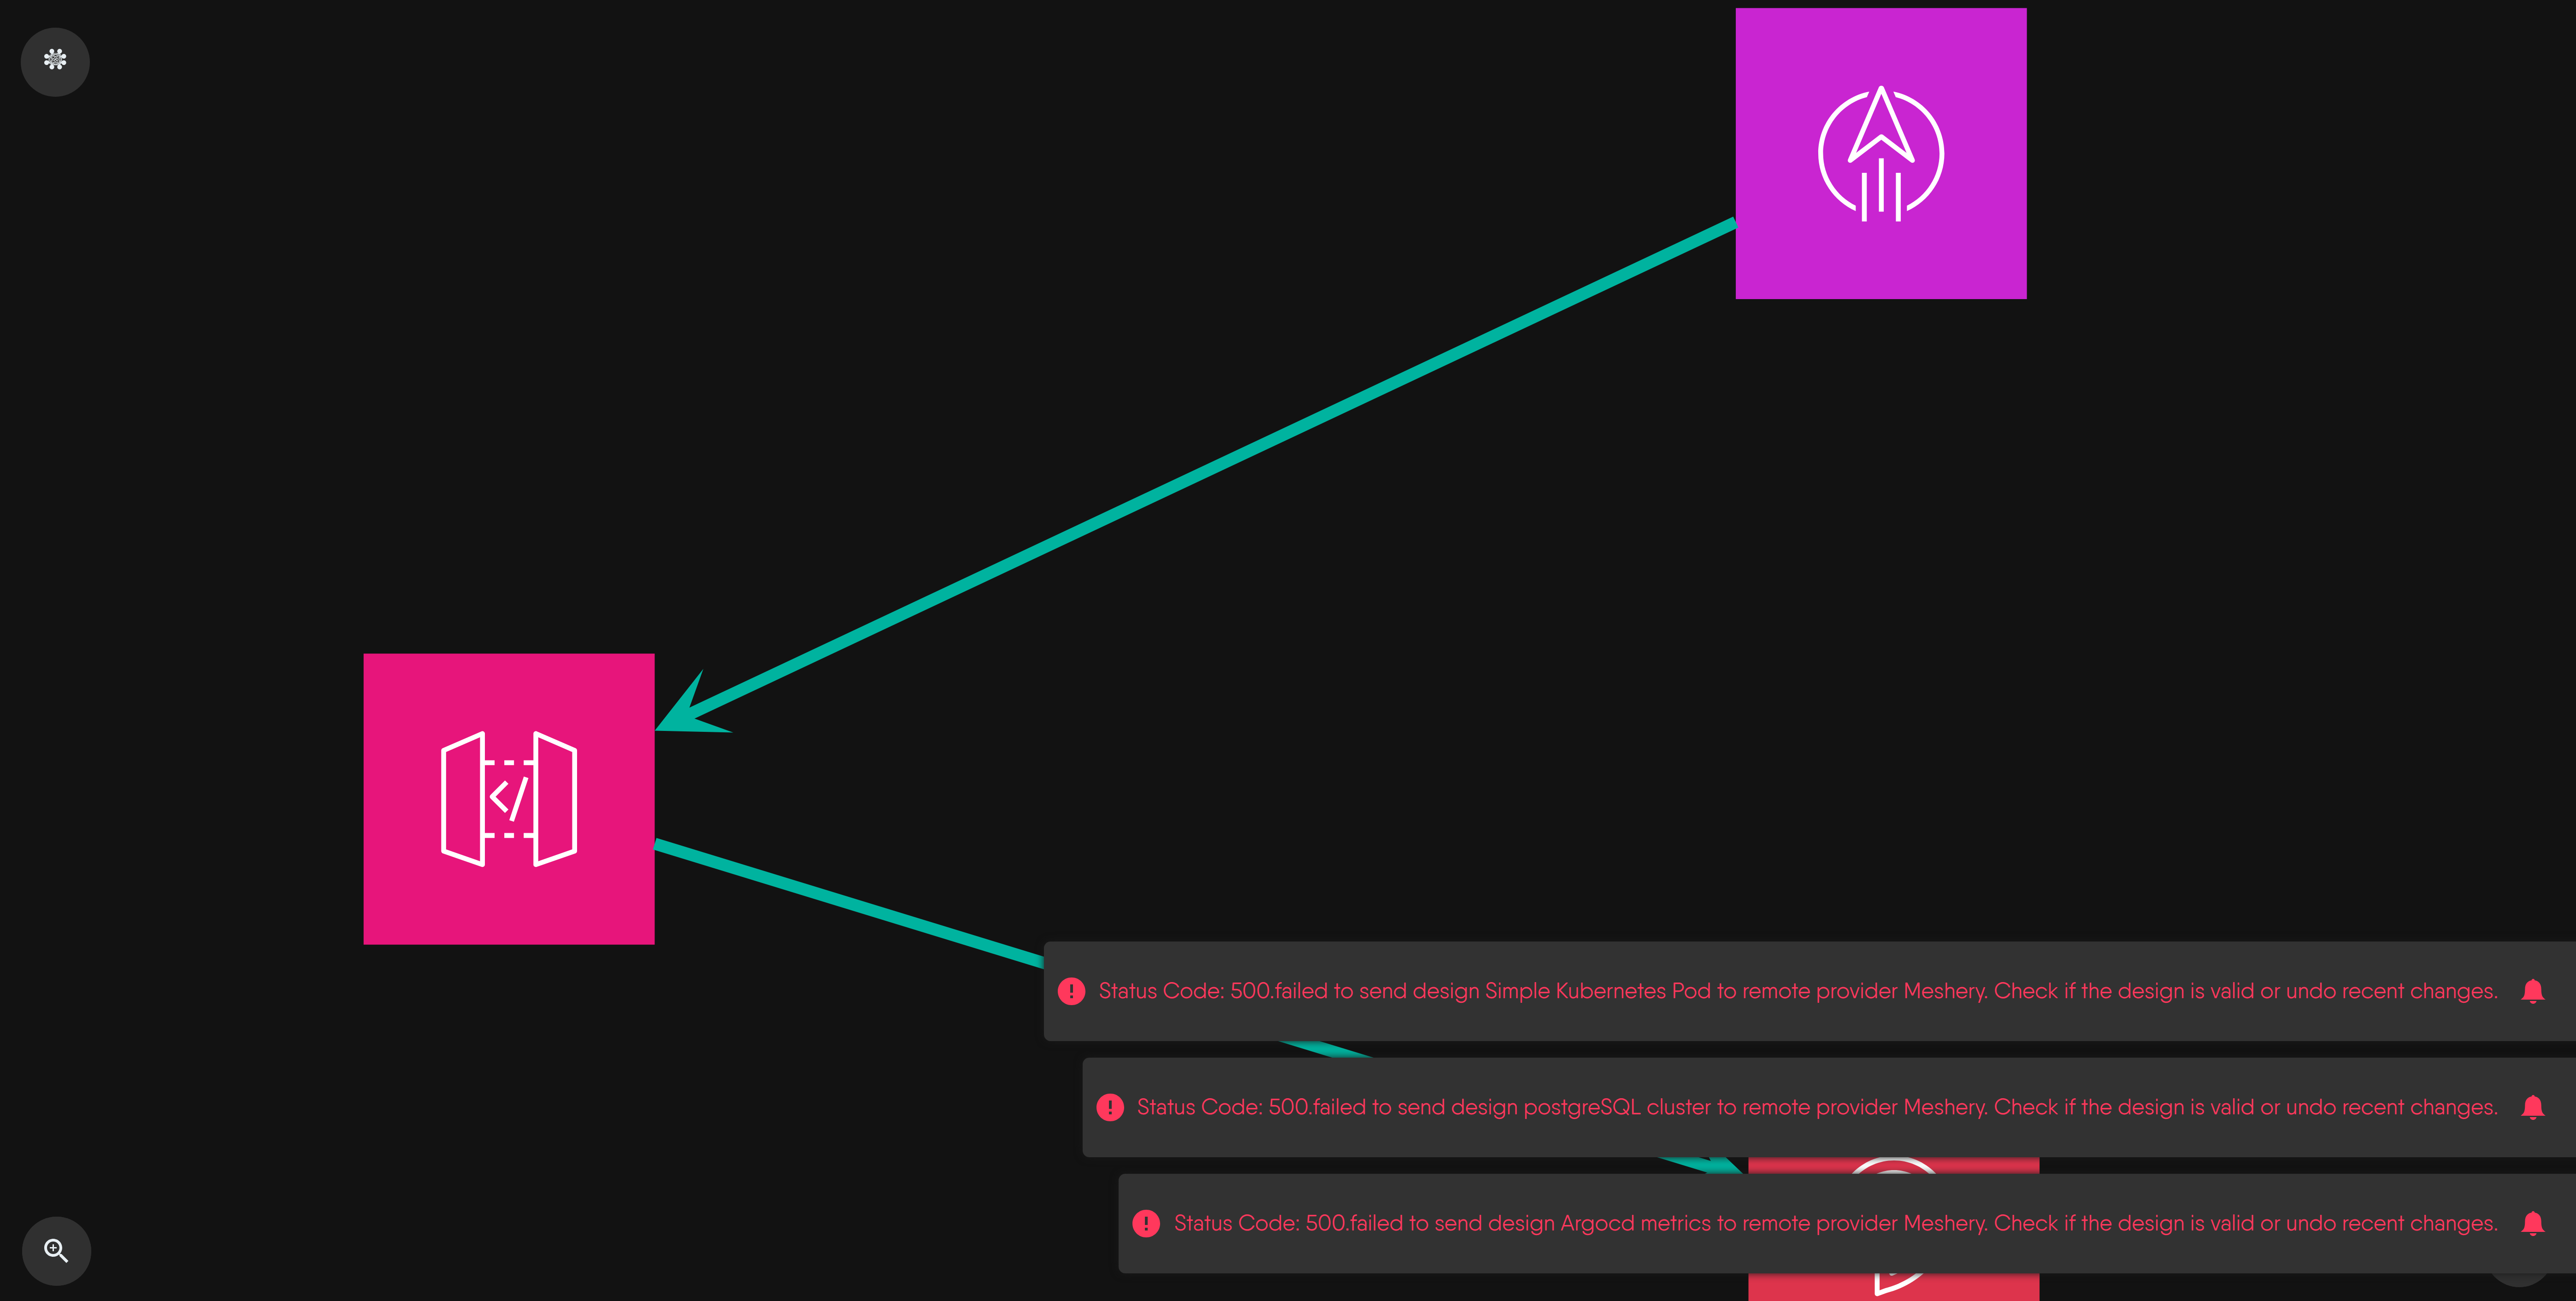 Status Code: 500.failed to send design Simple Kubernetes Pod to remote provider Meshery. Check if the design is valid or undo recent changes.
Status Code: 500.failed to send design postgreSQL cluster to remote provider Meshery. Check if the design is valid or undo recent changes.
Status Code: 500.failed to send design Argocd metrics to remote provider Meshery. Check if the design is valid or undo recent changes.